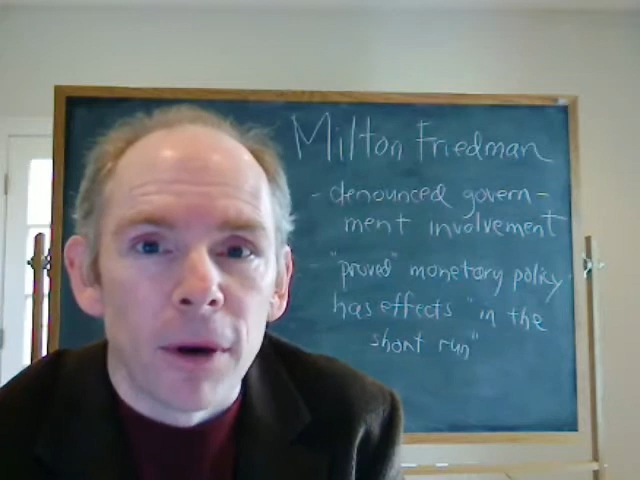 Milton Friedman
- denounced govern-
ment involvement
- "proved" monetary policy
has effects "in the
short run"